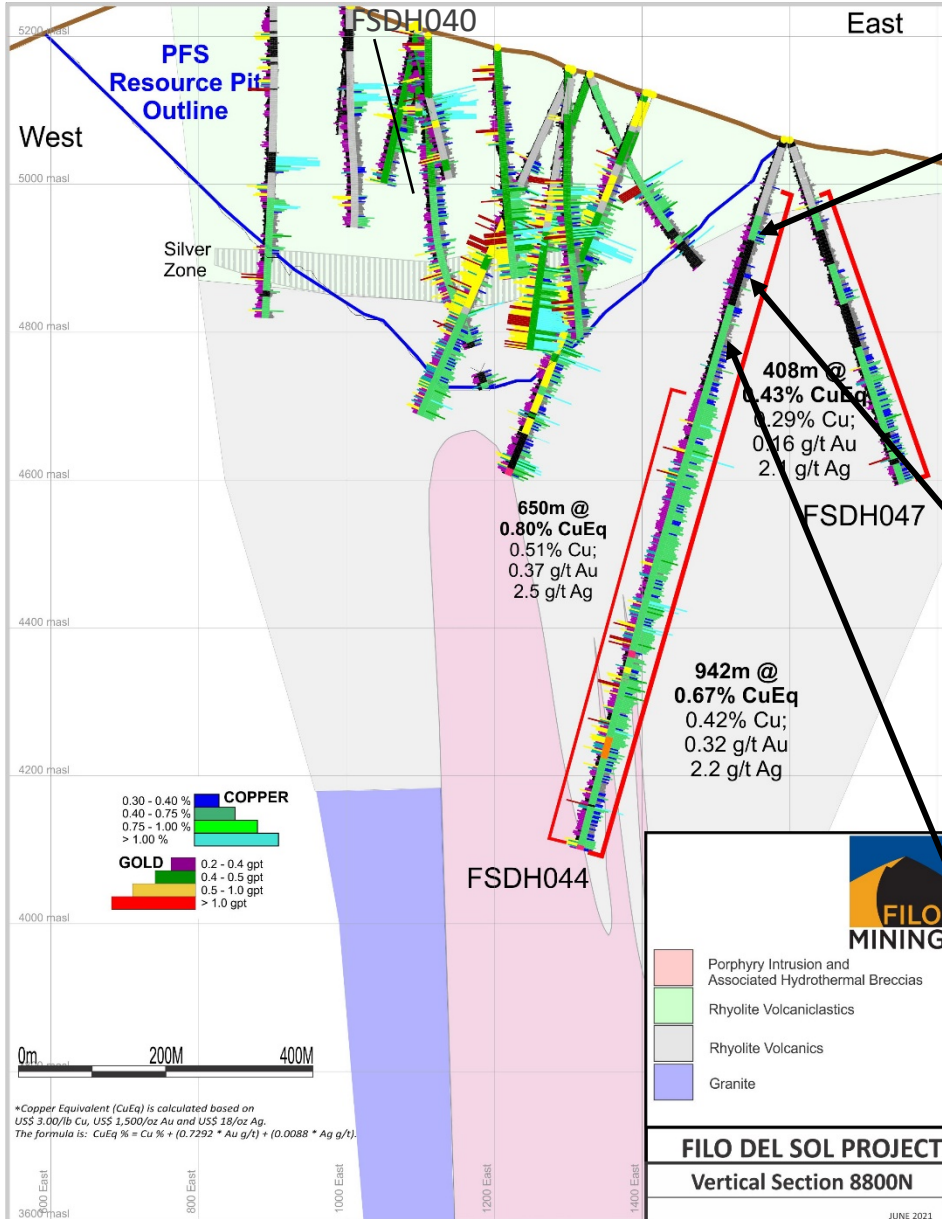 FSDH040
East
5200 masl
PFS
Resource Pit
Outline
West
5000 masl
Silver
Zone
4800 masl
408m @
0.43% CuEq
0.29% Cu;
0.16 g/t Au
2.1 g/t Ag
4600 masl
FSDH047
650m @
0.80% CuEq
0.51% Cu;
0.37 g/t Au
2.5 g/t Ag
4400 masl
942m @
0.67% CuEq
0.42% Cu;
0.32 g/t Au
2.2 g/t Ag
4200 masl
COPPER
0.30 - 0.40 %
0.40 - 0.75 %
0.75 - 1.00 %
> 1.00 %
GOLD
0.2 - 0.4 gpt
0.4 - 0.5 gpt
0.5 - 1.0 gpt
> 1.0 gpt
FSDH044
4000 masl
FILO
MINING
Porphyry Intrusion and
Associated Hydrothermal Breccias
Rhyolite Volcaniclastics
Rhyolite Volcanics
Granite
0m 200M 400M
*Copper Equivalent (CuEq) is calculated based on
US$ 3.00/lb Cu, US$ 1,500/oz Au and US$ 18/oz Ag.
The formula is: CuEq % = Cu % + (0.7292 * Au g/t) + (0.0088 * Ag g/t).
800 East
1000 East
1200 East
1400
3600 masl
FILO DEL SOL PROJECT
Vertical Section 8800N
JUNE 2021